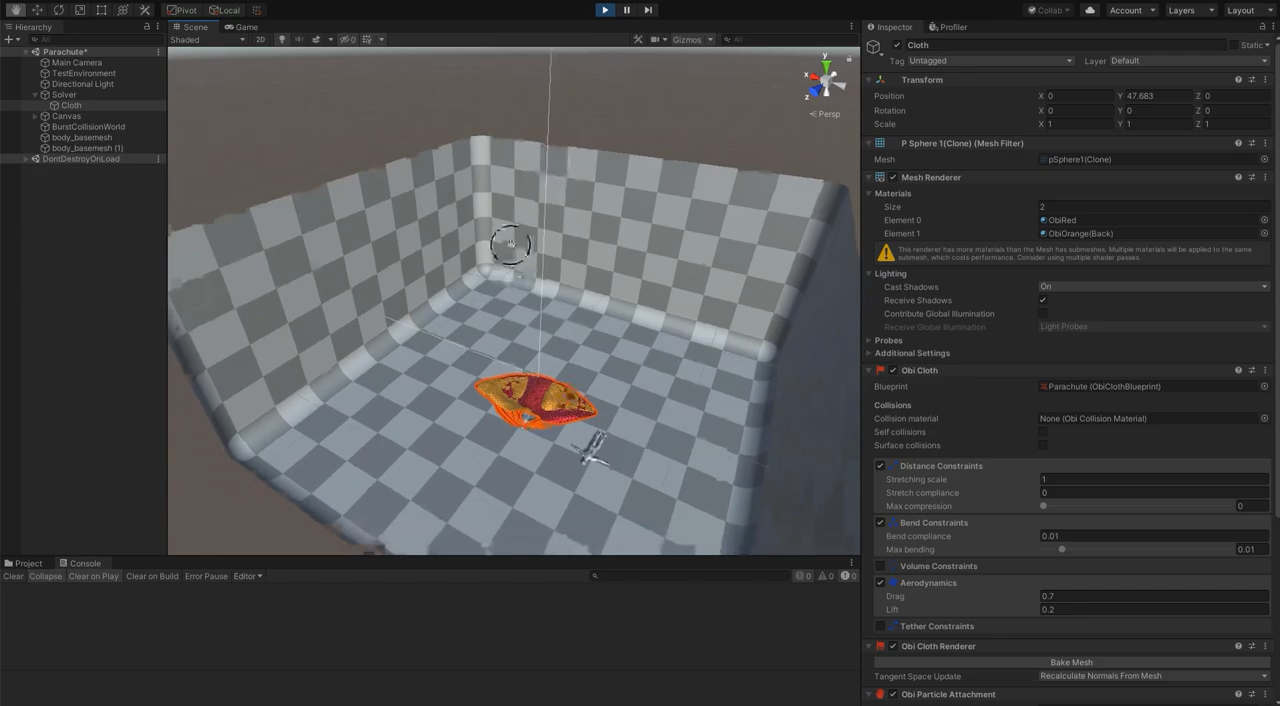 Pivot Local Collab Account Layers Layout
Hierarchy Scene Game Inspector Profiler
All Shaded 2D 0 Gizmos All
Parachute*
Main Camera
TestEnvironment
Directional Light
Solver
Cloth
Canvas
BurstCollisionWorld
body_basemesh
body_basemesh (1)
DontDestroyOnLoad
y
x
z
Persp
Project Console
Clear Collapse Clear on Play Clear on Build Error Pause Editor 0 0 0
Cloth Static
Tag Untagged Layer Default
Transform
Position X 0 Y 47.683 Z 0
Rotation X 0 Y 0 Z 0
Scale X 1 Y 1 Z 1
P Sphere 1(Clone) (Mesh Filter)
Mesh pSphere1(Clone)
Mesh Renderer
Materials
Size 2
Element 0 ObiRed
Element 1 ObiOrange(Back)
This renderer has more materials than the Mesh has submeshes. Multiple materials will be applied to the same
submesh, which costs performance. Consider using multiple shader passes.
Lighting
Cast Shadows On
Receive Shadows
Contribute Global Illumination
Receive Global Illumination Light Probes
Probes
Additional Settings
Obi Cloth
Blueprint Parachute (ObiClothBlueprint)
Collisions
Collision material None (Obi Collision Material)
Self collisions
Surface collisions
Distance Constraints
Stretching scale 1
Stretch compliance 0
Max compression 0
Bend Constraints
Bend compliance 0.01
Max bending 0.01
Volume Constraints
Aerodynamics
Drag 0.7
Lift 0.2
Tether Constraints
Obi Cloth Renderer
Bake Mesh
Tangent Space Update Recalculate Normals From Mesh
Obi Particle Attachment